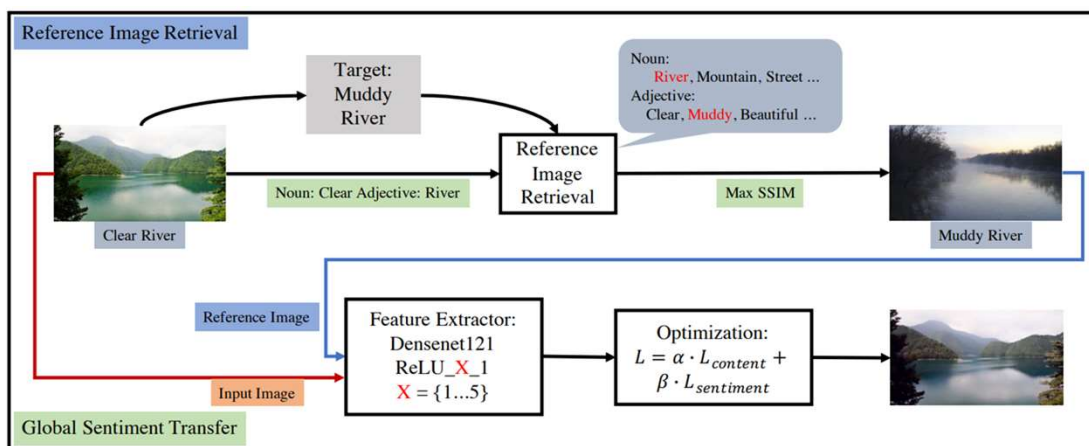 Reference Image Retrieval
Target:
Muddy
River
Noun:
River, Mountain, Street ...
Adjective:
Clear, Muddy, Beautiful ...
Noun: Clear Adjective: River
Reference
Image
Retrieval
Max SSIM
Clear River
Muddy River
Reference Image
Input Image
Feature Extractor:
Densenet121
ReLU_X_1
X = {1...5}
Optimization:
L = α · L_content +
β · L_sentiment
Global Sentiment Transfer